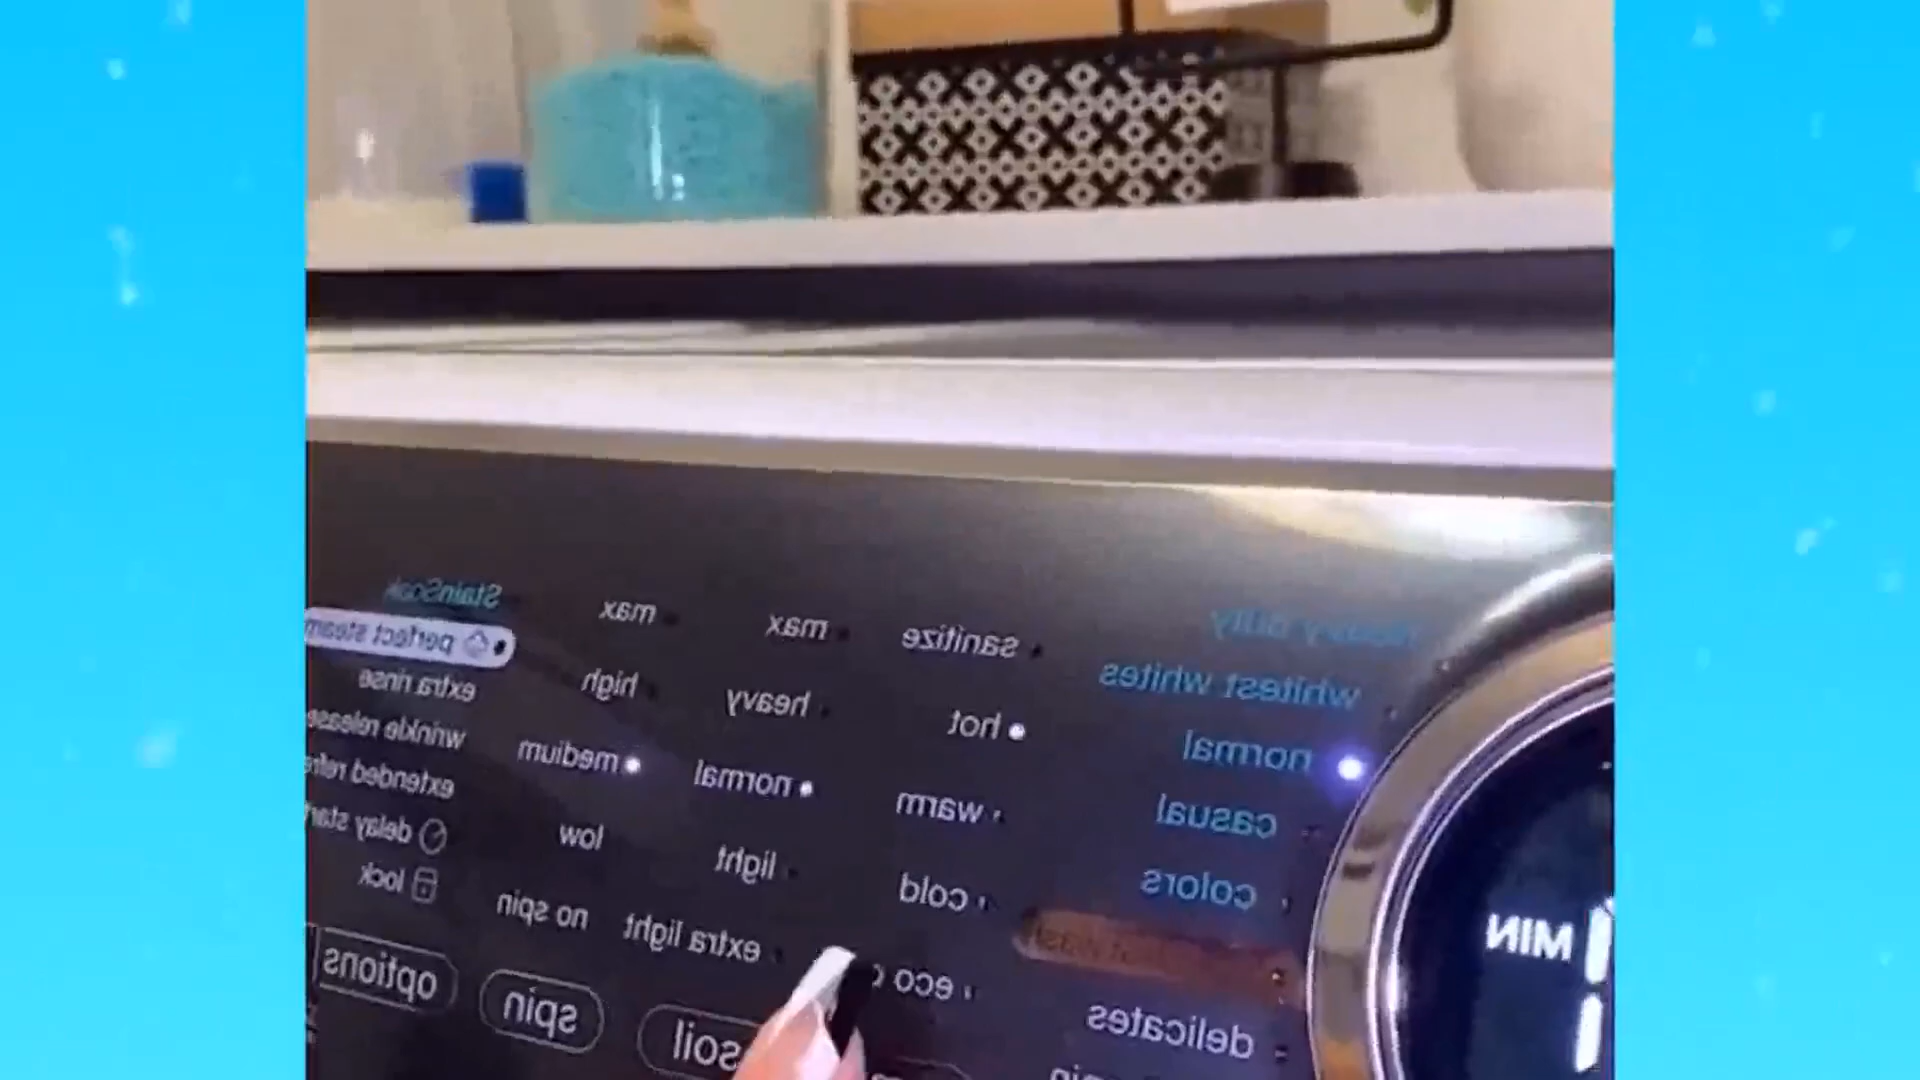 heavy duty
whitest whites
normal
casual
colors
delicates
MIN
sanitize
hot
warm
cold
eco
max
heavy
normal
light
extra light
soil
max
high
medium
low
no spin
spin
StainSoak
perfect steam
extra rinse
wrinkle release
extended
delay start
lock
options